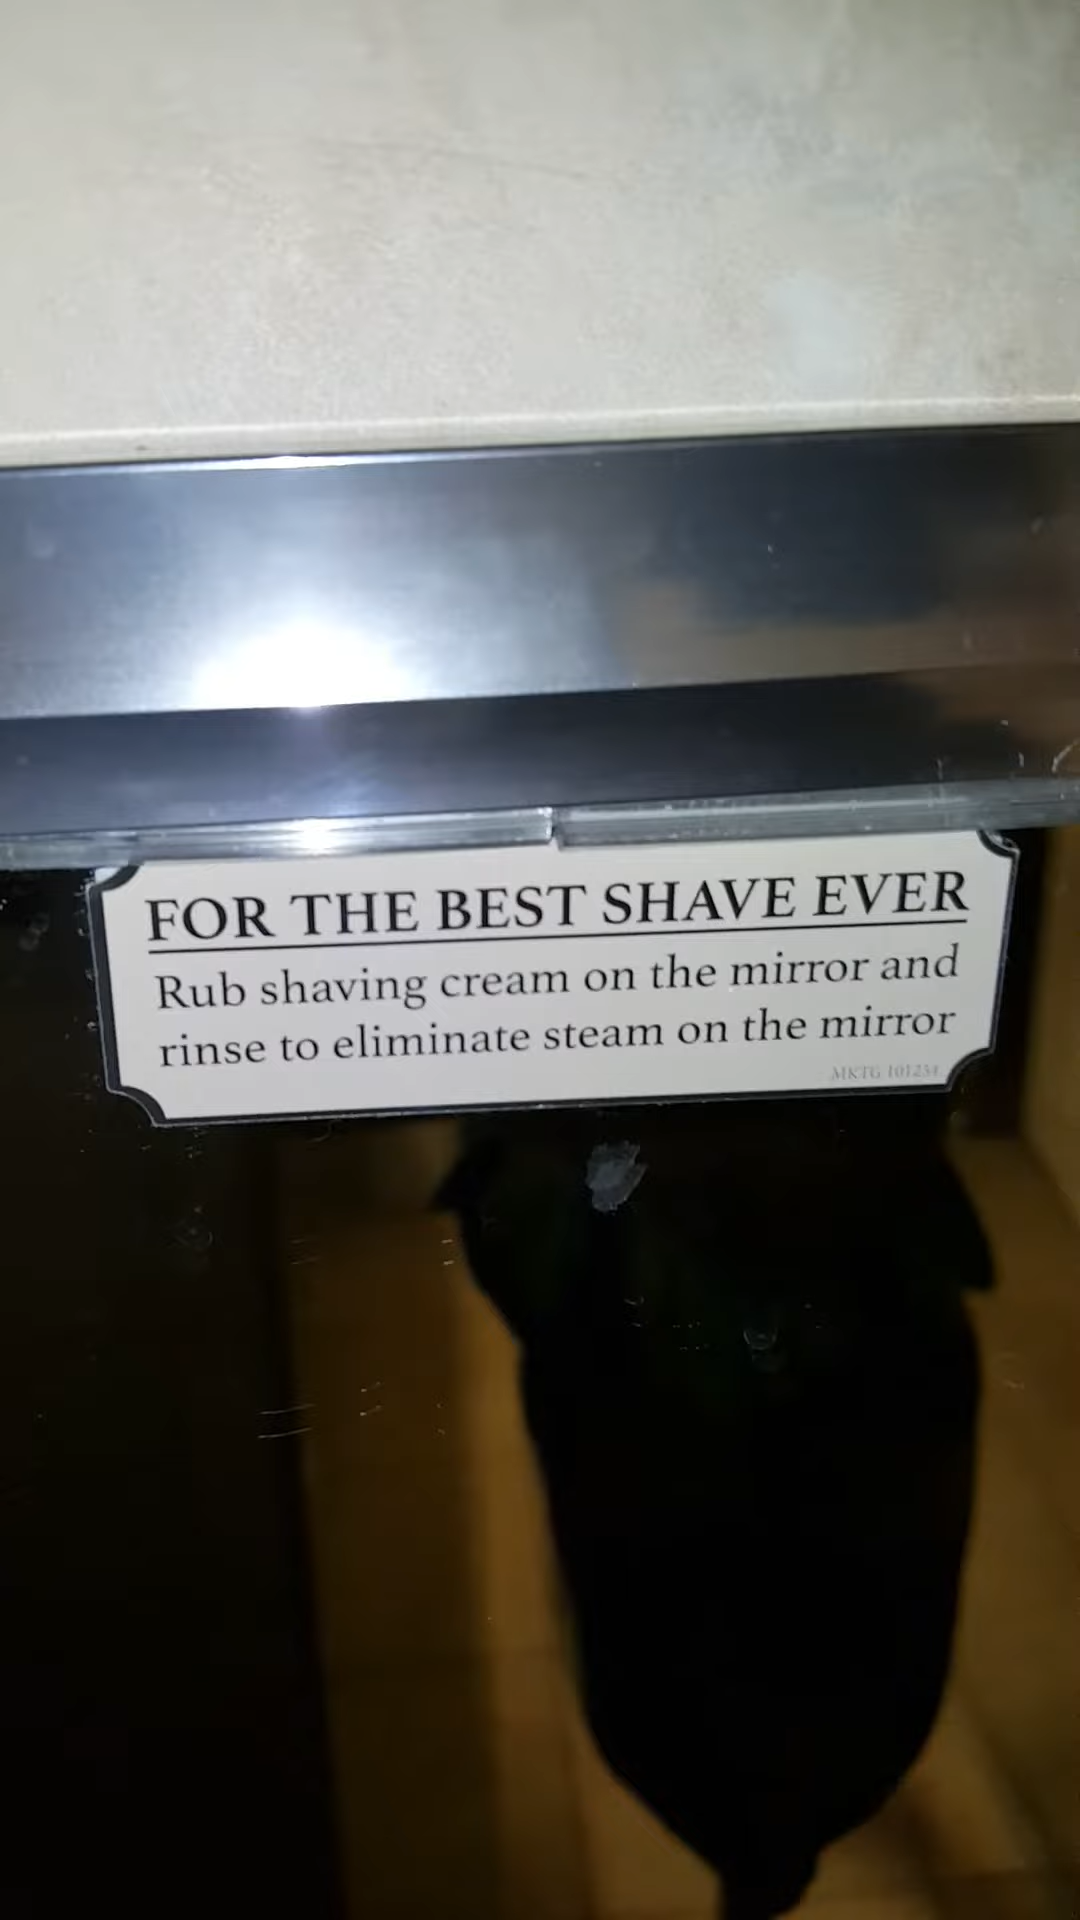 FOR THE BEST SHAVE EVER
Rub shaving cream on the mirror and
rinse to eliminate steam on the mirror
MKTG